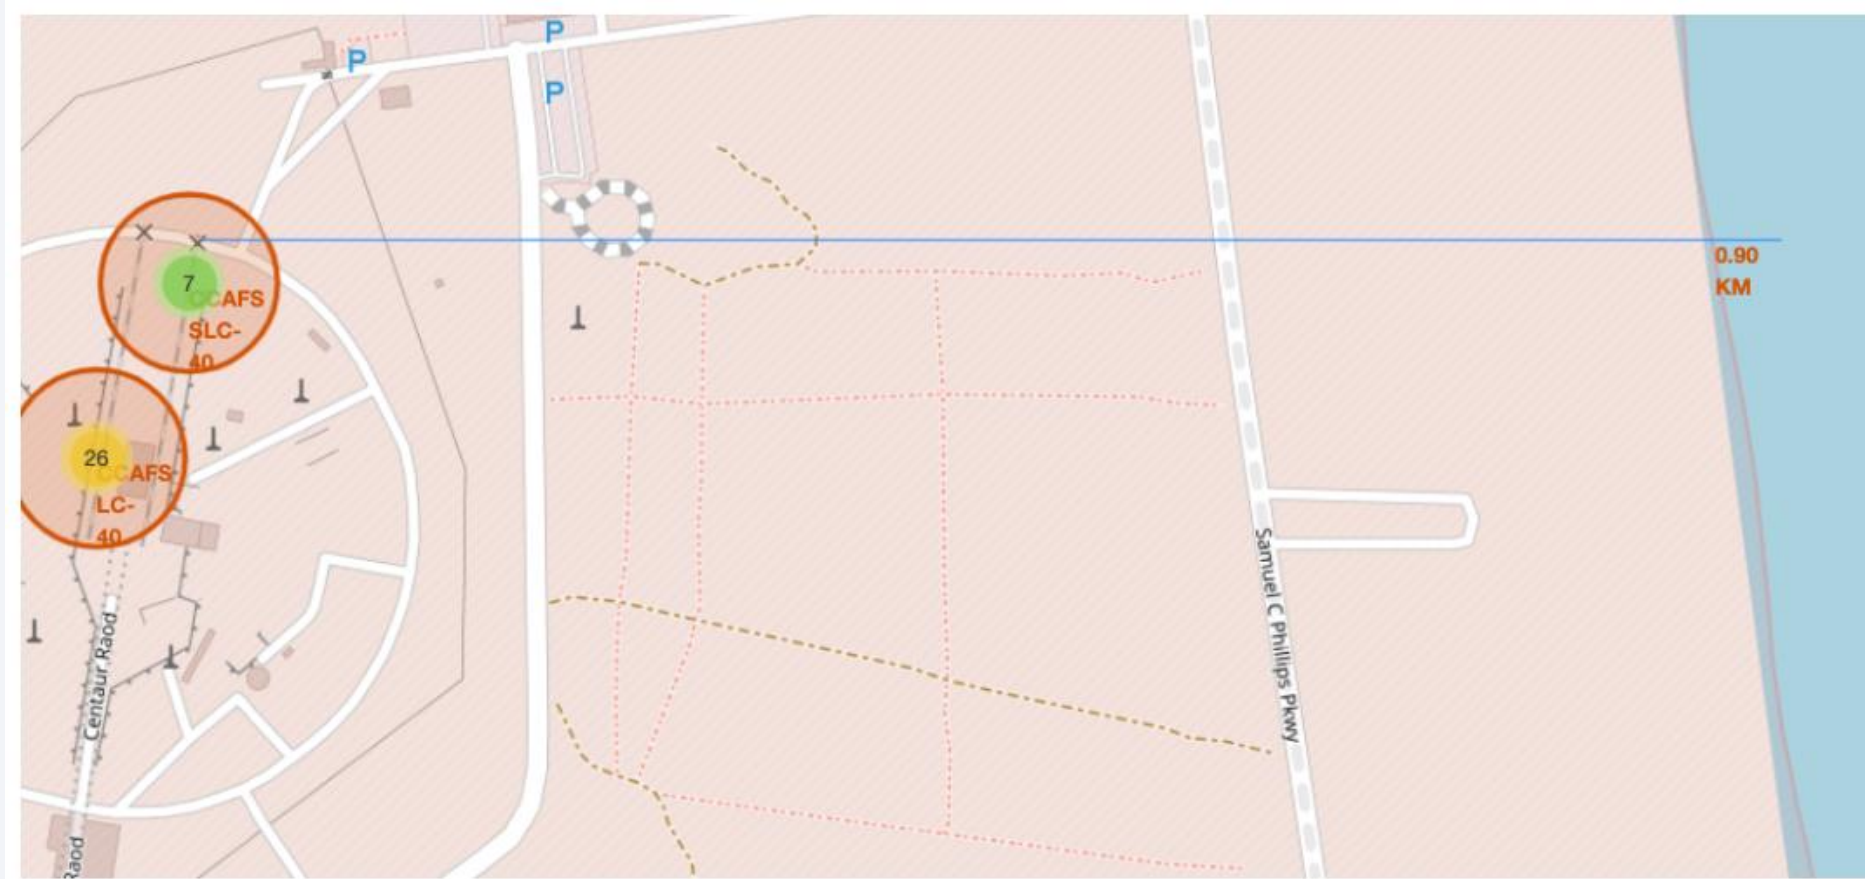 P
P
P
0.90
KM
7
CCAFS
SLC-
40
26
CCAFS
LC-
40
Samuel C Phillips Pkwy
Centaur Raod
Raod